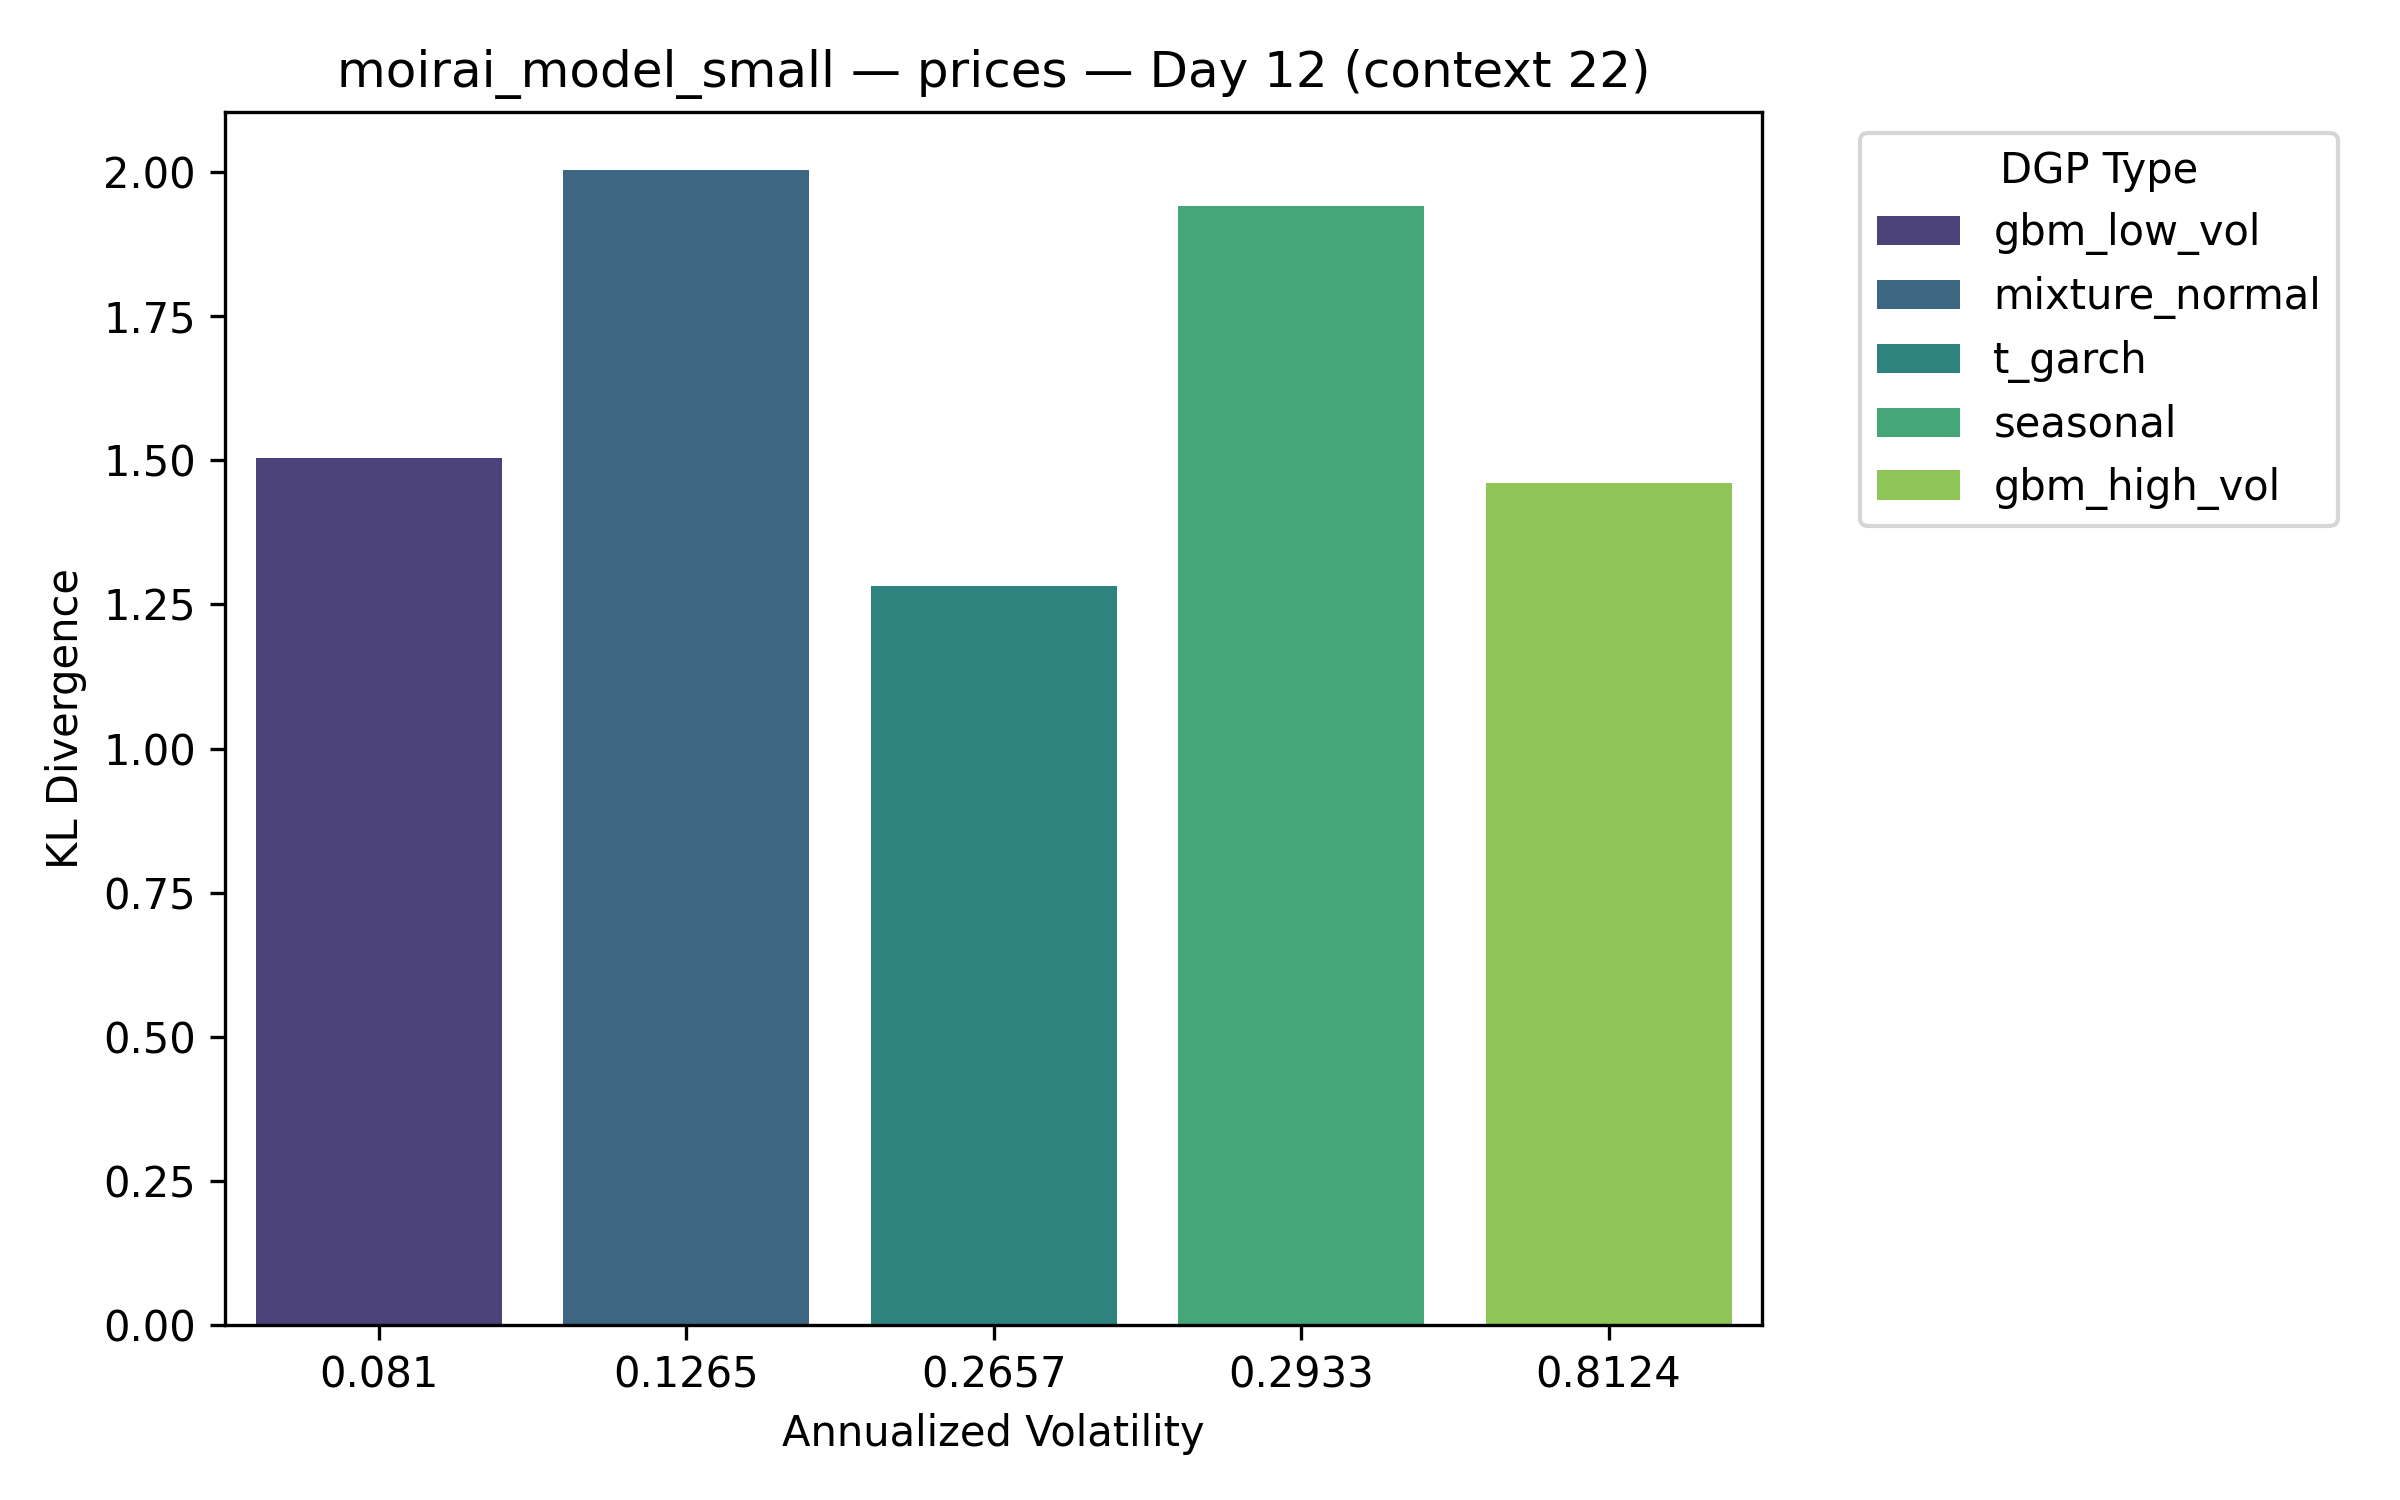 moirai_model_small — prices — Day 12 (context 22)
KL Divergence
2.00
1.75
1.50
1.25
1.00
0.75
0.50
0.25
0.00
0.081 0.1265 0.2657 0.2933 0.8124
Annualized Volatility
DGP Type
gbm_low_vol
mixture_normal
t_garch
seasonal
gbm_high_vol